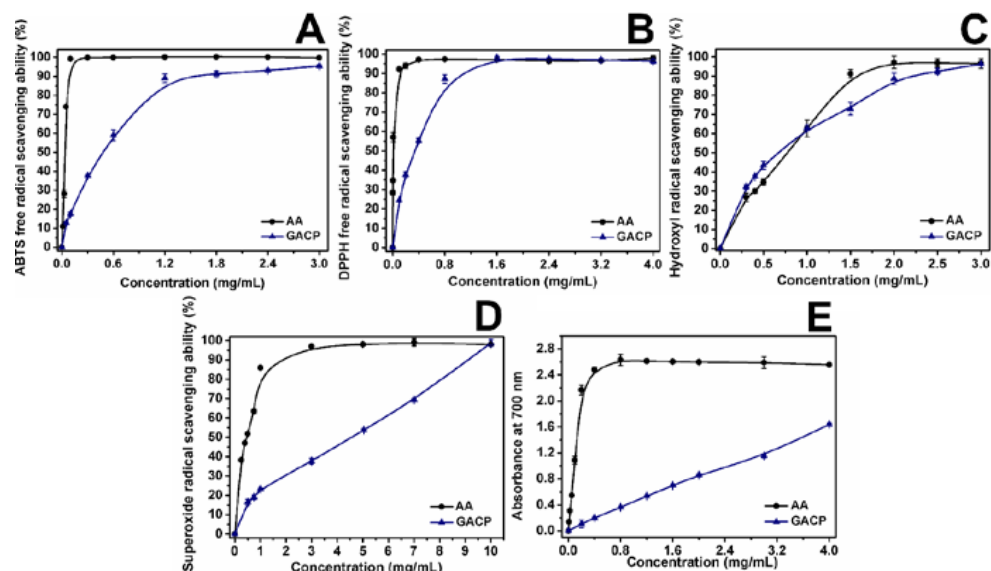 A
ABTS free radical scavenging ability (%)
100
90
80
70
60
50
40
30
20
10
0
AA
GACP
0.0 0.6 1.2 1.8 2.4 3.0
Concentration (mg/mL)
B
DPPH free radical scavenging ability (%)
100
90
80
70
60
50
40
30
20
10
0
AA
GACP
0.0 0.8 1.6 2.4 3.2 4.0
Concentration (mg/mL)
C
Hydroxyl radical scavenging ability (%)
100
90
80
70
60
50
40
30
20
10
0
AA
GACP
0.0 0.5 1.0 1.5 2.0 2.5 3.0
Concentration (mg/mL)
D
Superoxide radical scavenging ability (%)
100
90
80
70
60
50
40
30
20
10
0
AA
GACP
0 1 2 3 4 5 6 7 8 9 10
Concentration (mg/mL)
E
Absorbance at 700 nm
2.8
2.4
2.0
1.6
1.2
0.8
0.4
0.0
AA
GACP
0.0 0.8 1.6 2.4 3.2 4.0
Concentration (mg/mL)